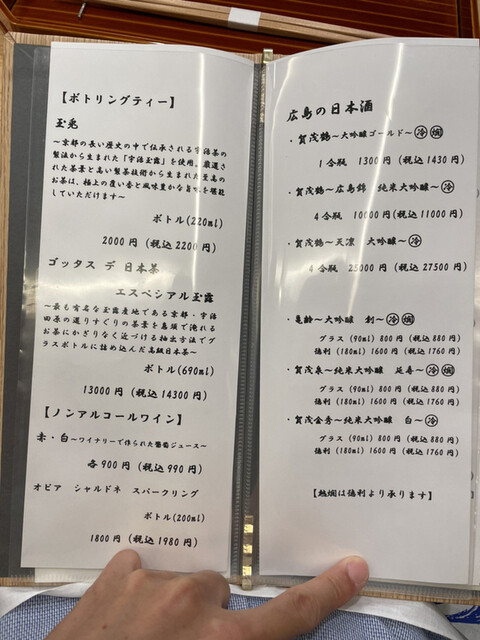 【ボトリングティー】
玉兎
～京都の長い歴史の中で伝承される宇治茶の
製法から生まれた「宇治玉露」を使用。厳選さ
れた茶葉と高い製茶技術から生まれた至高の
お茶は、極上の覆い香と風味豊かな旨味を堪能
していただけます～
ボトル(220ml)
2000円 (税込2200円)
ゴッタス デ 日本茶
エスペシアル玉露
～最も有名な玉露産地である京都・宇治
田原の選りすぐりの茶葉を急須で淹れる
お茶にかぎりなく近づける抽出方法でグ
ラスボトルに詰め込んだ高級日本茶～
ボトル(690ml)
13000円 (税込14300円)
【ノンアルコールワイン】
赤・白～ワイナリーで作られた葡萄ジュース～
各900円 (税込990円)
オピア シャルドネ スパークリング
ボトル(200ml)
1800円 (税込1980円)
広島の日本酒
・賀茂鶴～大吟醸ゴールド～冷燗
1合瓶 1300円 (税込1430円)
・賀茂鶴～広島錦 純米大吟醸～冷
4合瓶 10000円(税込11000円)
・賀茂鶴～天凛 大吟醸～冷
4合瓶 25000円 (税込27500円)
・亀齢～大吟醸 創～冷燗
グラス (90ml) 800円 (税込880円)
徳利 (180ml) 1600円 (税込1760円)
・賀茂泉～純米大吟醸 延寿～冷燗
グラス (90ml) 800円 (税込880円)
徳利 (180ml) 1600円 (税込1760円)
・賀茂金秀～純米大吟醸 白～冷
グラス (90ml) 800円 (税込880円)
徳利 (180ml) 1600円 (税込1760円)
【熱燗は徳利より承ります】